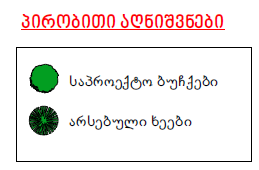 პირობითი აღნიშვნები
საპროექტო ბუჩქები
არსებული ხეები